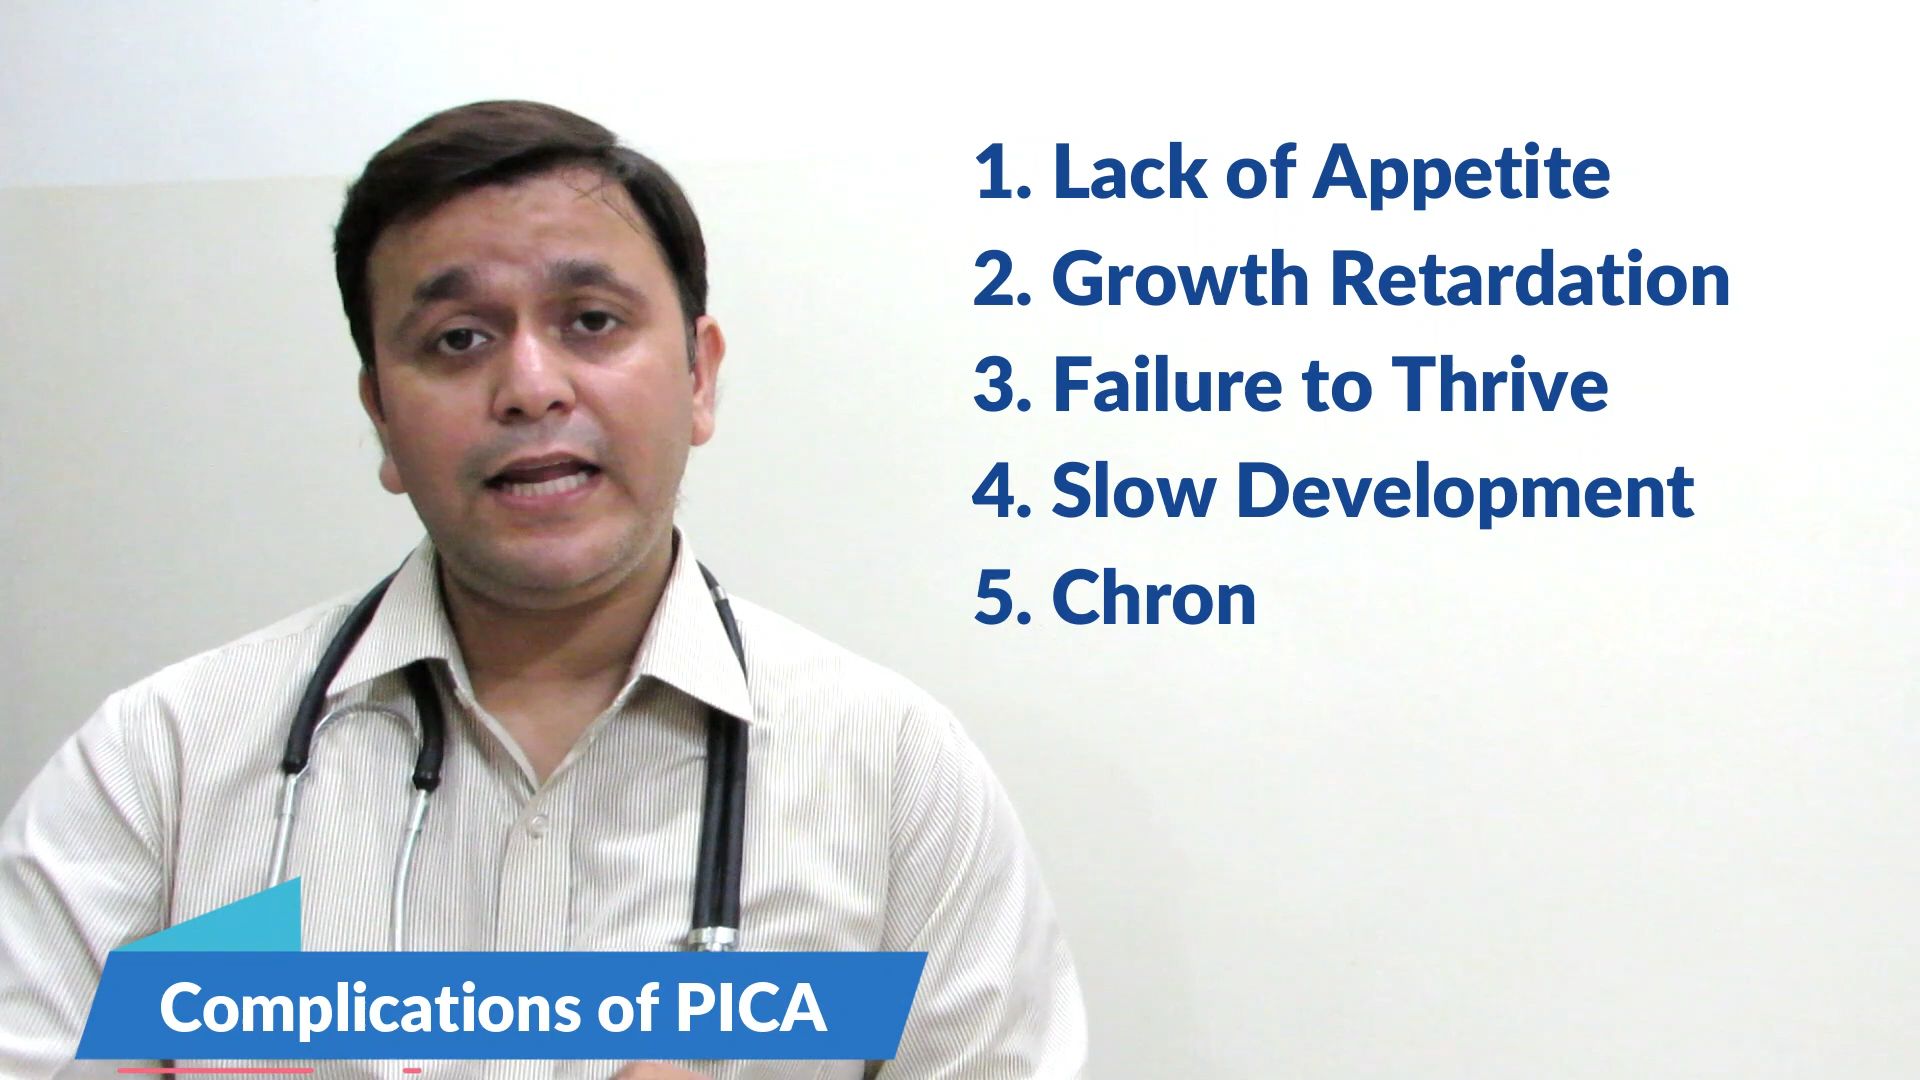 1. Lack of Appetite
2. Growth Retardation
3. Failure to Thrive
4. Slow Development
5. Chron
Complications of PICA